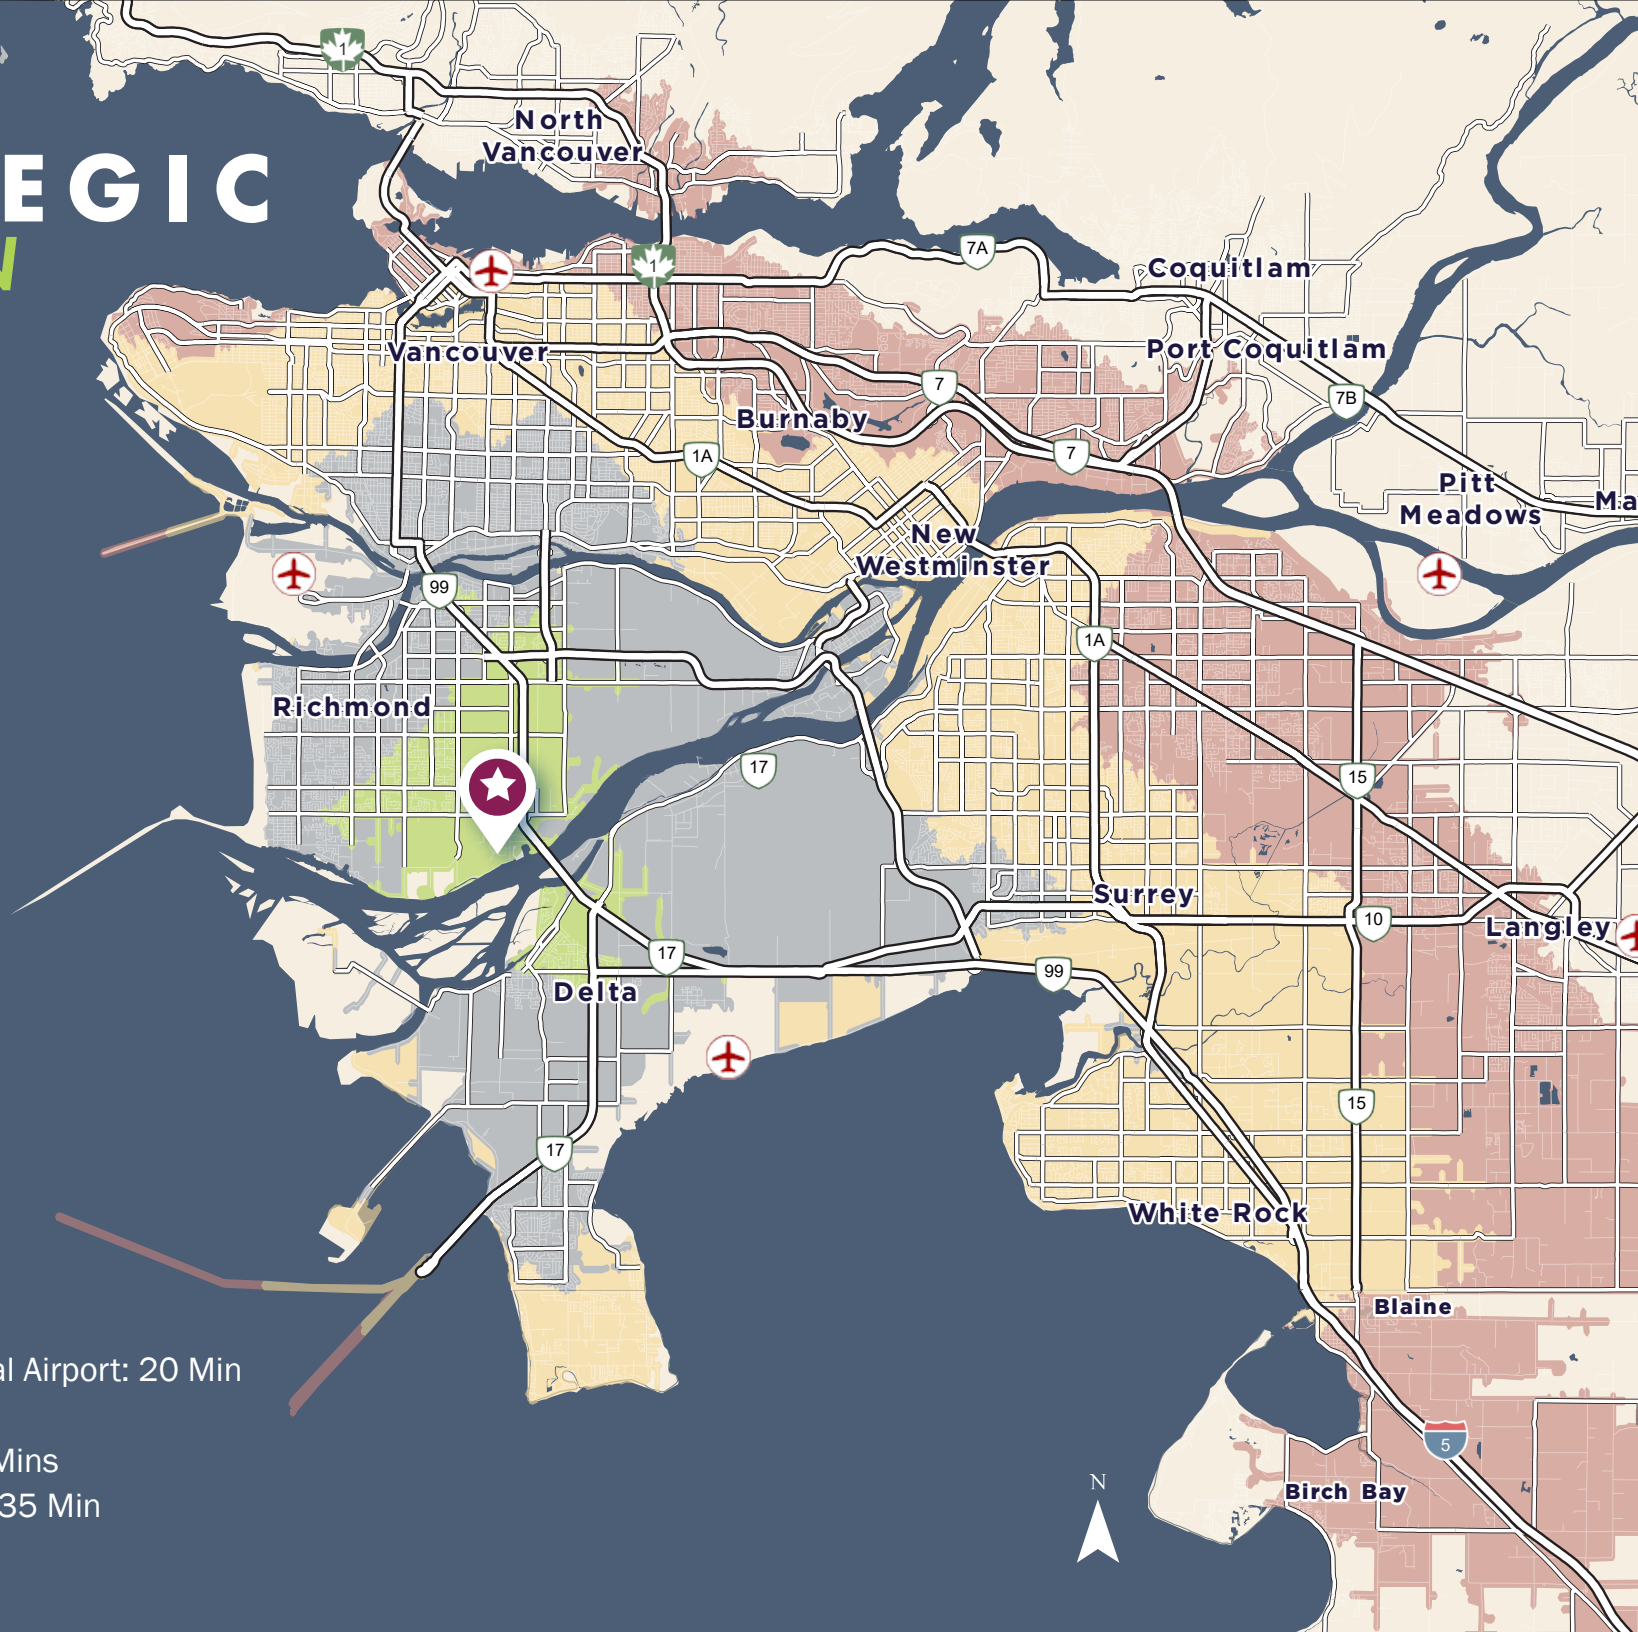 1
North
Vancouver
EGIC
N
1
7A
Coquitlam
Vancouver
Port Coquitlam
7
7B
Burnaby
1A
7
Pitt
Meadows
Ma
New
Westminster
99
1A
Richmond
17
15
Surrey
10
Langley
17
99
Delta
15
17
White Rock
Blaine
al Airport: 20 Min
5
Mins
Birch Bay
N
35 Min